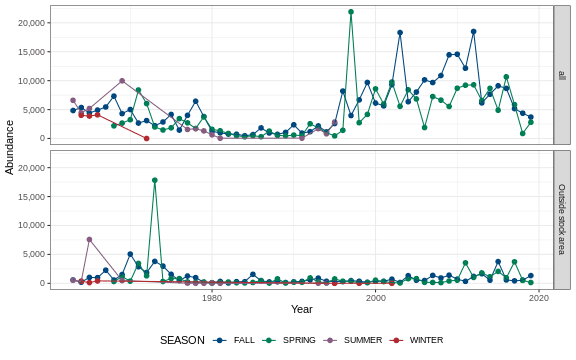 20,000
15,000
10,000
5,000
0
all
20,000
15,000
10,000
5,000
0
Outside stock area
Abundance
1980
2000
2020
Year
SEASON FALL SPRING SUMMER WINTER